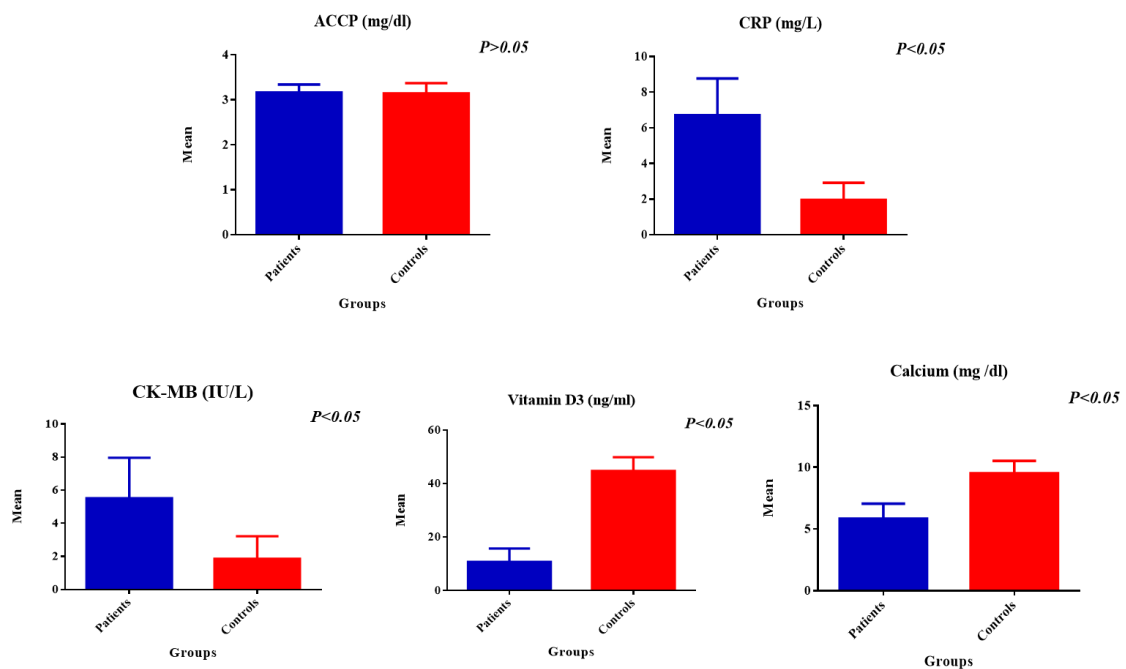 ACCP (mg/dl)
P>0.05
4
3
2
1
0
Mean
Patients
Controls
Groups
CRP (mg/L)
P<0.05
10
8
6
4
2
0
Mean
Patients
Controls
Groups
CK-MB (IU/L)
P<0.05
10
8
6
4
2
0
Mean
Patients
Controls
Groups
Vitamin D3 (ng/ml)
P<0.05
60
40
20
0
Mean
Patients
Controls
Groups
Calcium (mg /dl)
P<0.05
15
10
5
0
Mean
Patients
Controls
Groups